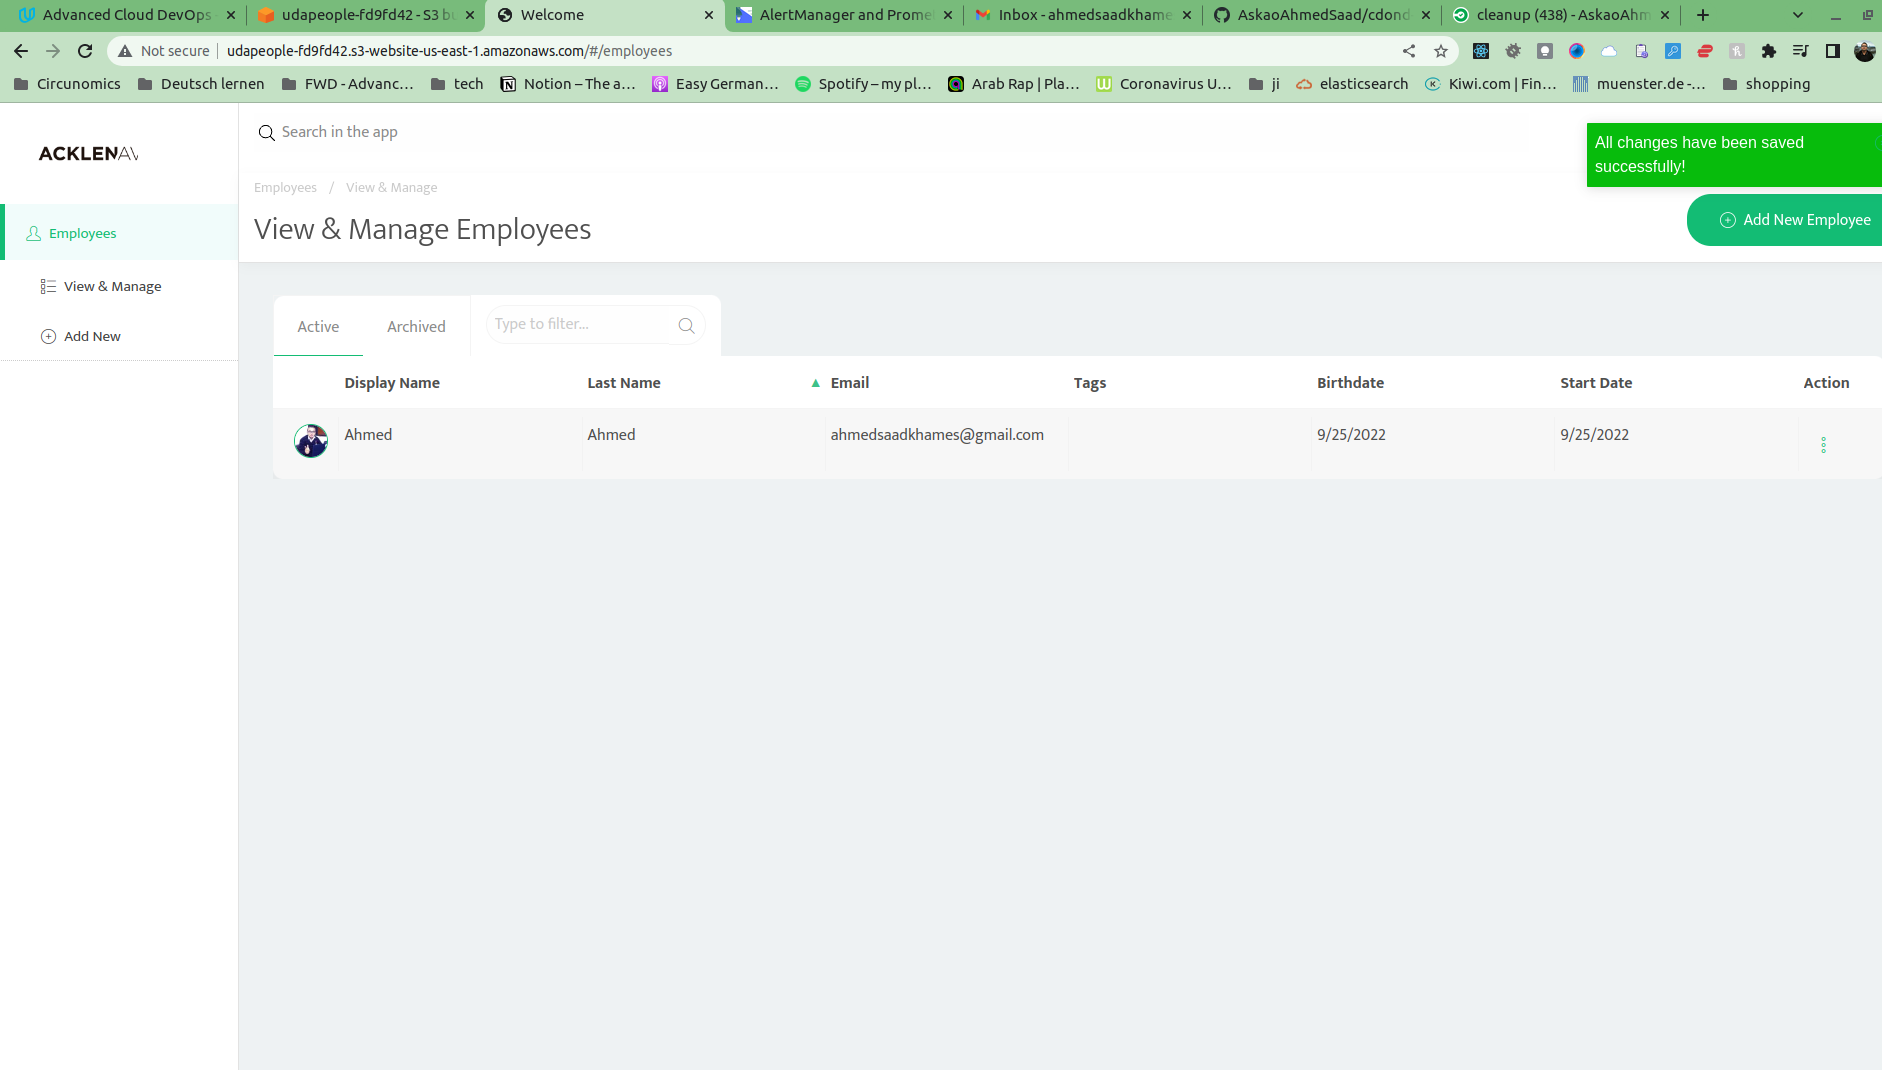 Advanced Cloud DevOps
udapeople-fd9fd42 - S3 bu
Welcome
AlertManager and Prome
Inbox - ahmedsaadkhame
AskaoAhmedSaad/cdond
cleanup (438) - AskaoAhm
Not secure
udapeople-fd9fd42.s3-website-us-east-1.amazonaws.com/#/employees
Circunomics
Deutsch lernen
FWD - Advanc…
tech
Notion – The a…
Easy German…
Spotify – my pl…
Arab Rap | Pla…
Coronavirus U…
ji
elasticsearch
Kiwi.com | Fin…
muenster.de -…
shopping
ACKLENAV
Search in the app
All changes have been saved
successfully!
Employees / View & Manage
View & Manage Employees
Add New Employee
Employees
View & Manage
Add New
Active
Archived
Type to filter...
Display Name Last Name ▲ Email Tags Birthdate Start Date Action
Ahmed Ahmed ahmedsaadkhames@gmail.com 9/25/2022 9/25/2022